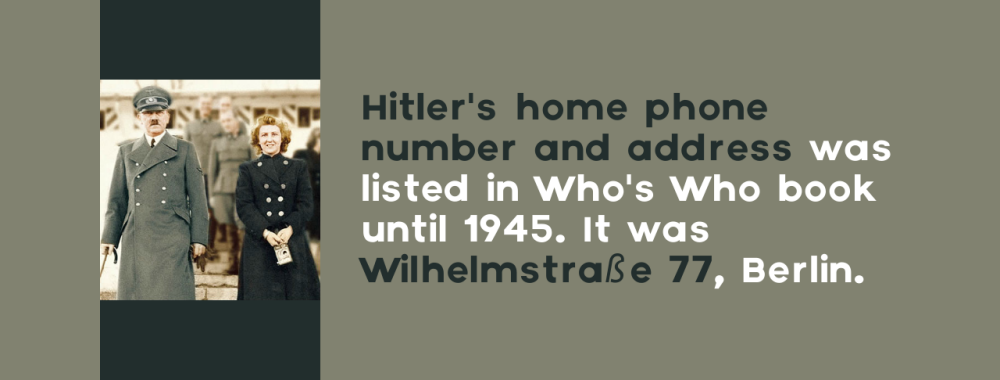 Hitler's home phone
number and address was
listed in Who's Who book
until 1945. It was
Wilhelmstraße 77, Berlin.